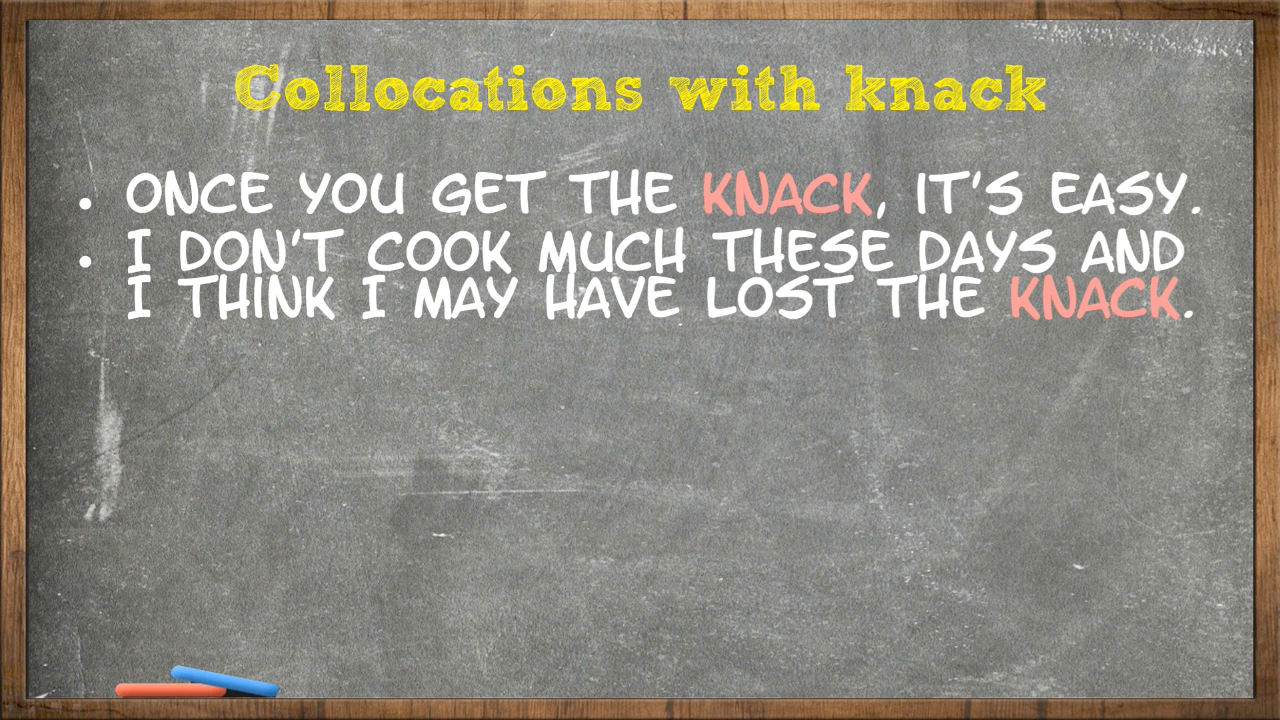 Collocations with knack
• ONCE YOU GET THE KNACK, IT'S EASY.
• I DON'T COOK MUCH THESE DAYS AND
I THINK I MAY HAVE LOST THE KNACK.